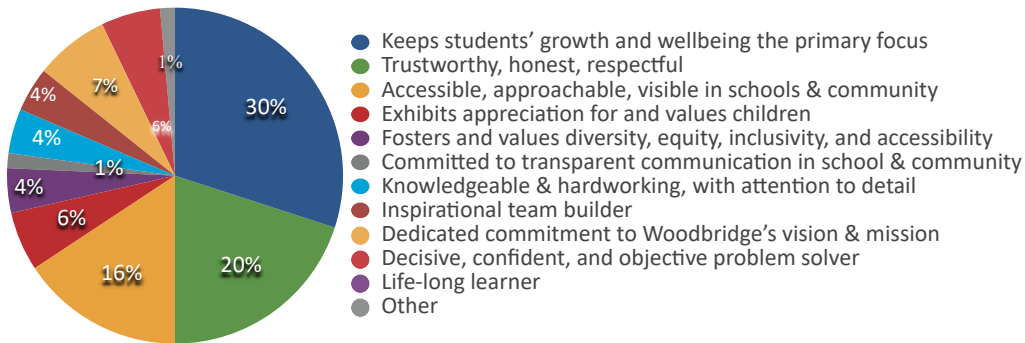 1%
4%
7%
6%
30%
4%
1%
4%
6%
16%
20%
Keeps students’ growth and wellbeing the primary focus
Trustworthy, honest, respectful
Accessible, approachable, visible in schools & community
Exhibits appreciation for and values children
Fosters and values diversity, equity, inclusivity, and accessibility
Committed to transparent communication in school & community
Knowledgeable & hardworking, with attention to detail
Inspirational team builder
Dedicated commitment to Woodbridge’s vision & mission
Decisive, confident, and objective problem solver
Life-long learner
Other